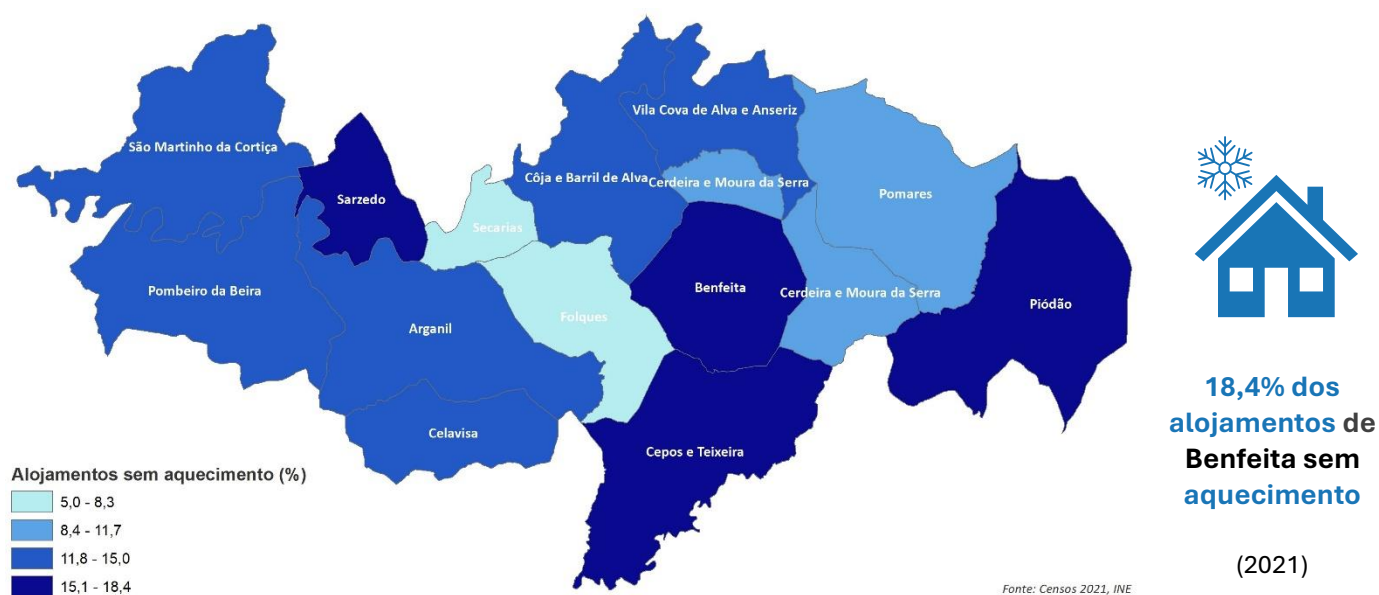 Vila Cova de Alva e Anseriz
São Martinho da Cortiça
Côja e Barril de Alva
Cerdeira e Moura da Serra
Pomares
Sarzedo
Secarias
Pombeiro da Beira
Benfeita
Cerdeira e Moura da Serra
Piódão
Folques
Arganil
Celavisa
Cepos e Teixeira
Alojamentos sem aquecimento (%)
5,0 - 8,3
8,4 - 11,7
11,8 - 15,0
15,1 - 18,4
Fonte: Censos 2021, INE
18,4% dos
alojamentos de
Benfeita sem
aquecimento
(2021)